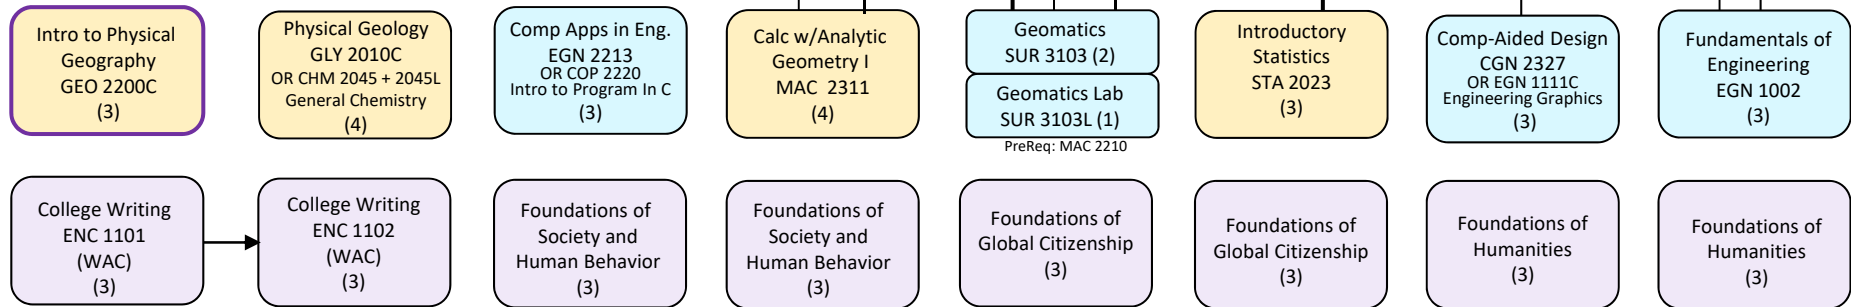 Intro to Physical
Geography
GEO 2200C
(3)
Physical Geology
GLY 2010C
OR CHM 2045 + 2045L
General Chemistry
(4)
Comp Apps in Eng.
EGN 2213
OR COP 2220
Intro to Program In C
(3)
Calc w/Analytic
Geometry I
MAC 2311
(4)
Geomatics
SUR 3103 (2)
Geomatics Lab
SUR 3103L (1)
PreReq: MAC 2210
Introductory
Statistics
STA 2023
(3)
Comp-Aided Design
CGN 2327
OR EGN 1111C
Engineering Graphics
(3)
Fundamentals of
Engineering
EGN 1002
(3)
College Writing
ENC 1101
(WAC)
(3)
College Writing
ENC 1102
(WAC)
(3)
Foundations of
Society and
Human Behavior
(3)
Foundations of
Society and
Human Behavior
(3)
Foundations of
Global Citizenship
(3)
Foundations of
Global Citizenship
(3)
Foundations of
Humanities
(3)
Foundations of
Humanities
(3)